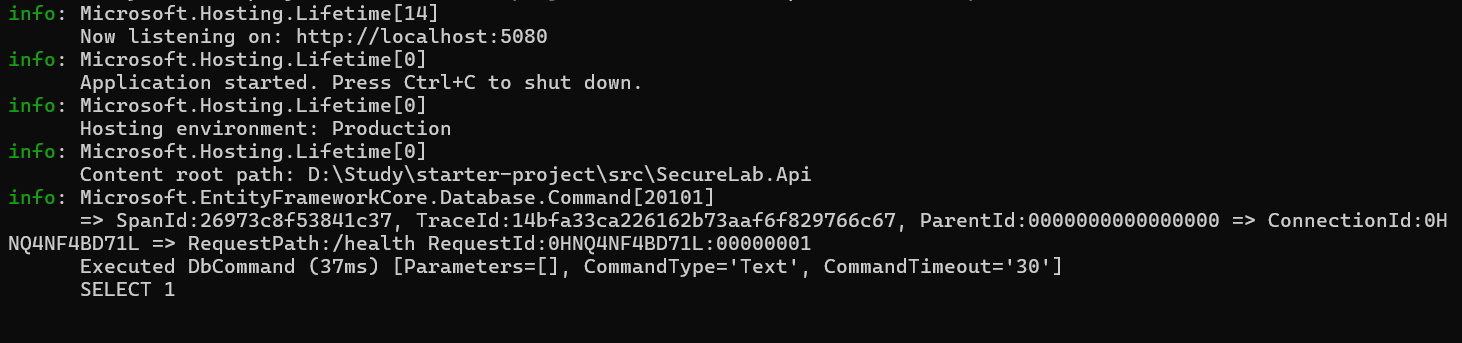 info: Microsoft.Hosting.Lifetime[14]
      Now listening on: http://localhost:5080
info: Microsoft.Hosting.Lifetime[0]
      Application started. Press Ctrl+C to shut down.
info: Microsoft.Hosting.Lifetime[0]
      Hosting environment: Production
info: Microsoft.Hosting.Lifetime[0]
      Content root path: D:\Study\starter-project\src\SecureLab.Api
info: Microsoft.EntityFrameworkCore.Database.Command[20101]
      => SpanId:26973c8f53841c37, TraceId:14bfa33ca226162b73aaf6f829766c67, ParentId:0000000000000000 => ConnectionId:0H
NQ4NF4BD71L => RequestPath:/health RequestId:0HNQ4NF4BD71L:00000001
      Executed DbCommand (37ms) [Parameters=[], CommandType='Text', CommandTimeout='30']
      SELECT 1